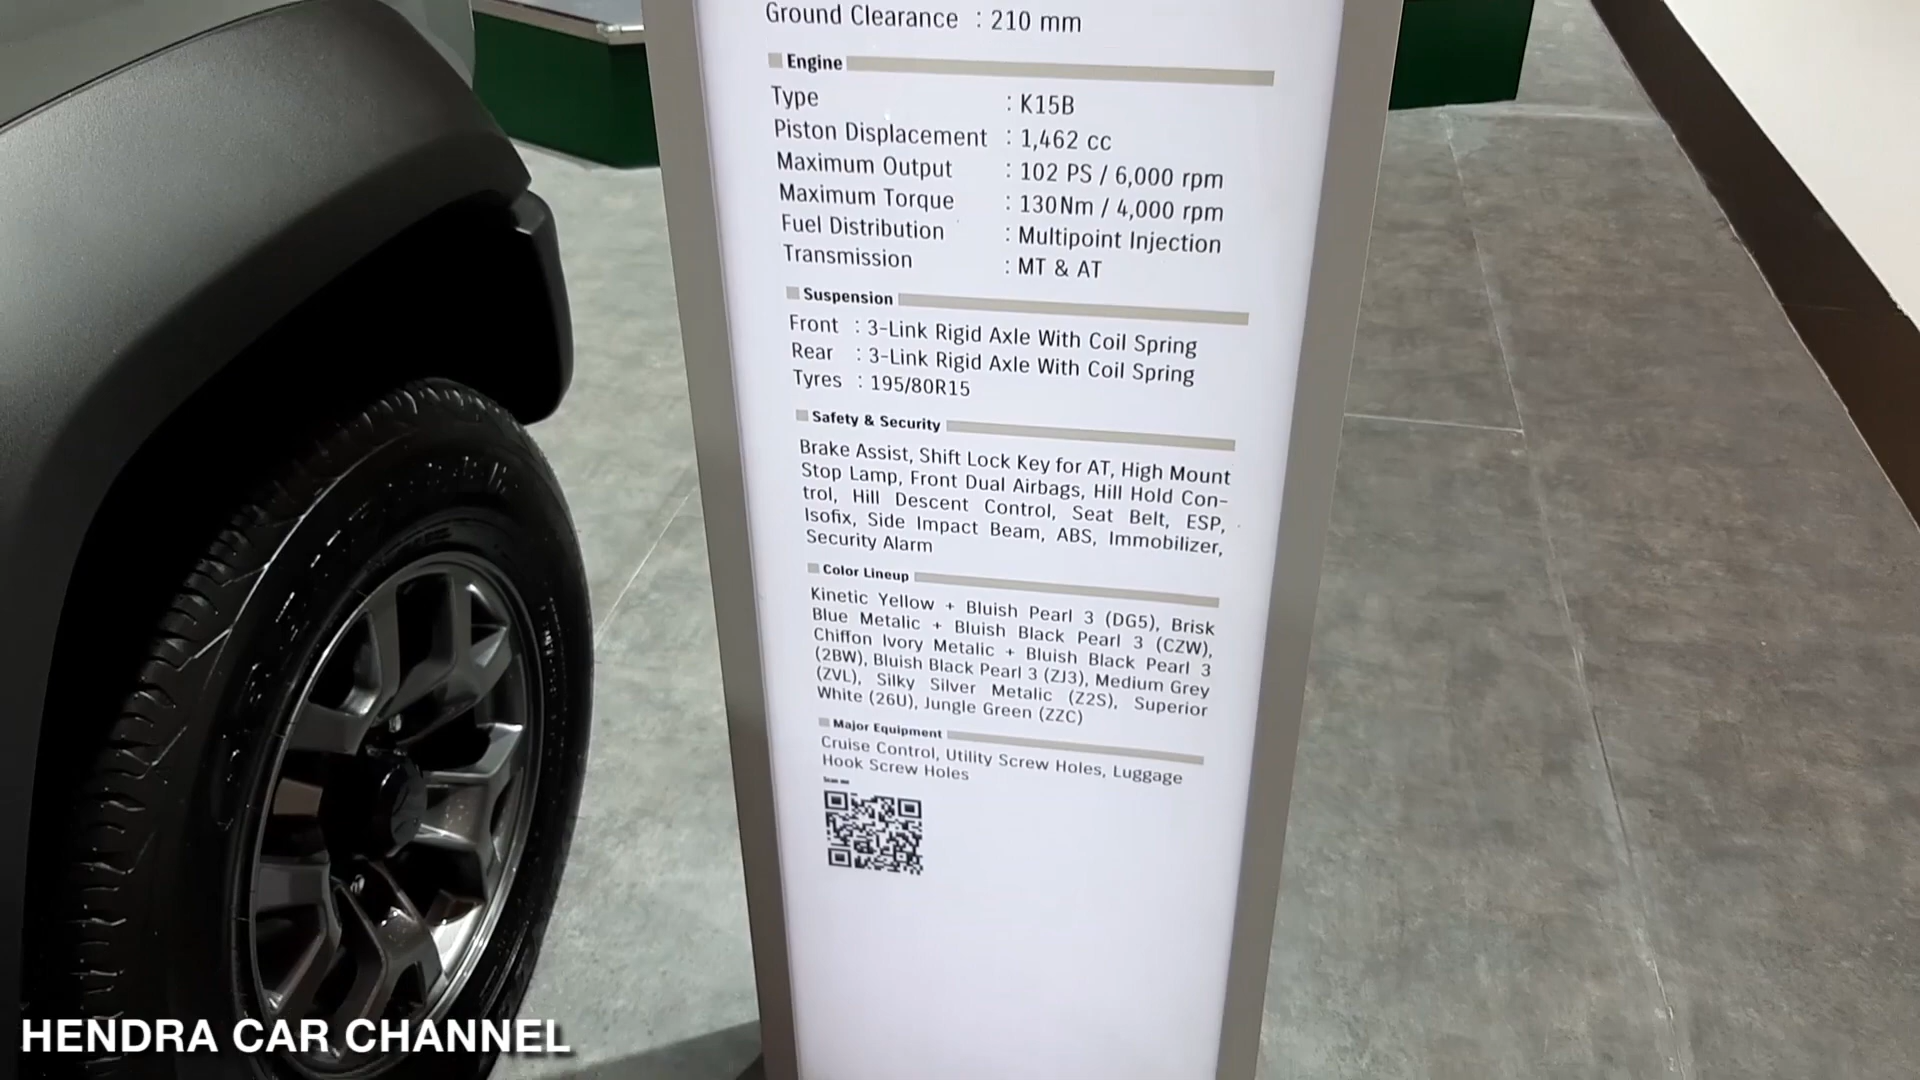 Ground Clearance : 210 mm
Engine
Type : K15B
Piston Displacement : 1,462 cc
Maximum Output : 102 PS / 6,000 rpm
Maximum Torque : 130Nm / 4,000 rpm
Fuel Distribution : Multipoint Injection
Transmission : MT & AT
Suspension
Front : 3-Link Rigid Axle With Coil Spring
Rear : 3-Link Rigid Axle With Coil Spring
Tyres : 195/80R15
Safety & Security
Brake Assist, Shift Lock Key for AT, High Mount
Stop Lamp, Front Dual Airbags, Hill Hold Con-
trol, Hill Descent Control, Seat Belt, ESP,
Isofix, Side Impact Beam, ABS, Immobilizer,
Security Alarm
Color Lineup
Kinetic Yellow + Bluish Pearl 3 (DG5), Brisk
Blue Metalic + Bluish Black Pearl 3 (CZW),
Chiffon Ivory Metalic + Bluish Black Pearl 3
(2BW), Bluish Black Pearl 3 (ZJ3), Medium Grey
(ZVL), Silky Silver Metalic (Z2S), Superior
White (26U), Jungle Green (ZZC)
Major Equipment
Cruise Control, Utility Screw Holes, Luggage
Hook Screw Holes
HENDRA CAR CHANNEL